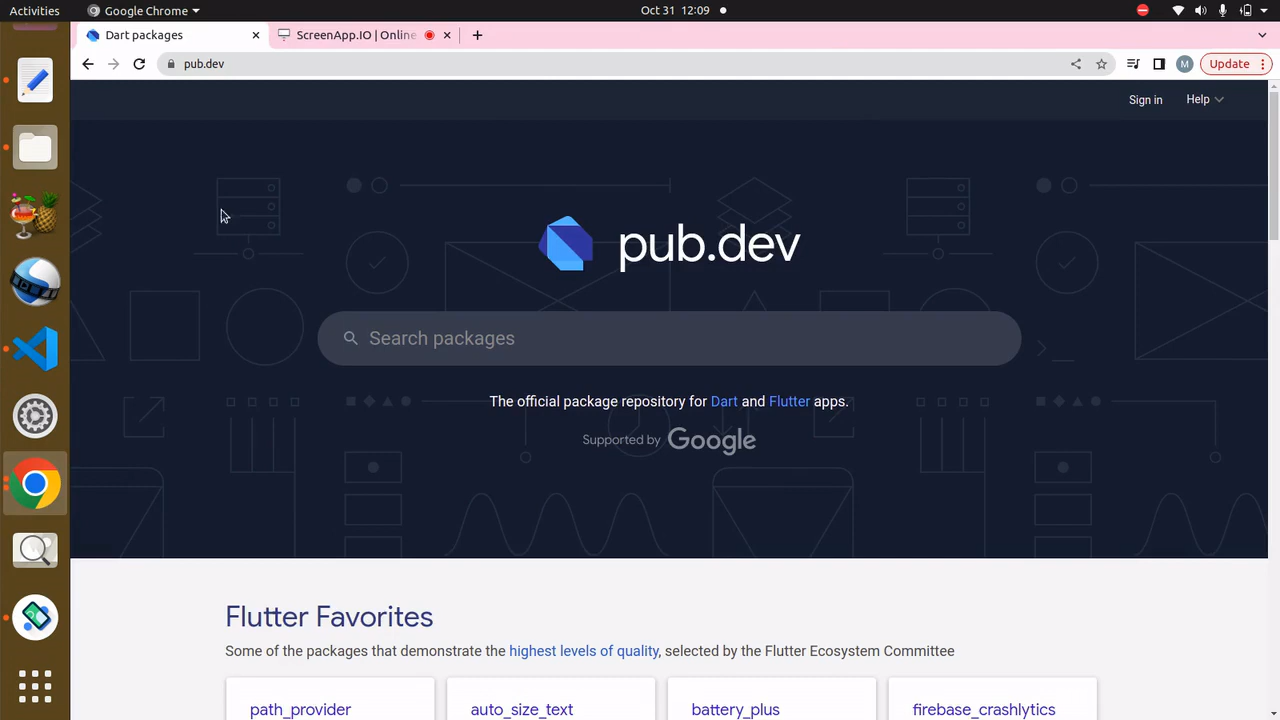 Activities
Google Chrome
Oct 31 12:09
Dart packages
ScreenApp.IO | Online
pub.dev
M
Update
Sign in
Help
pub.dev
Search packages
The official package repository for Dart and Flutter apps.
Supported by Google
Flutter Favorites
Some of the packages that demonstrate the highest levels of quality, selected by the Flutter Ecosystem Committee
path_provider
auto_size_text
battery_plus
firebase_crashlytics